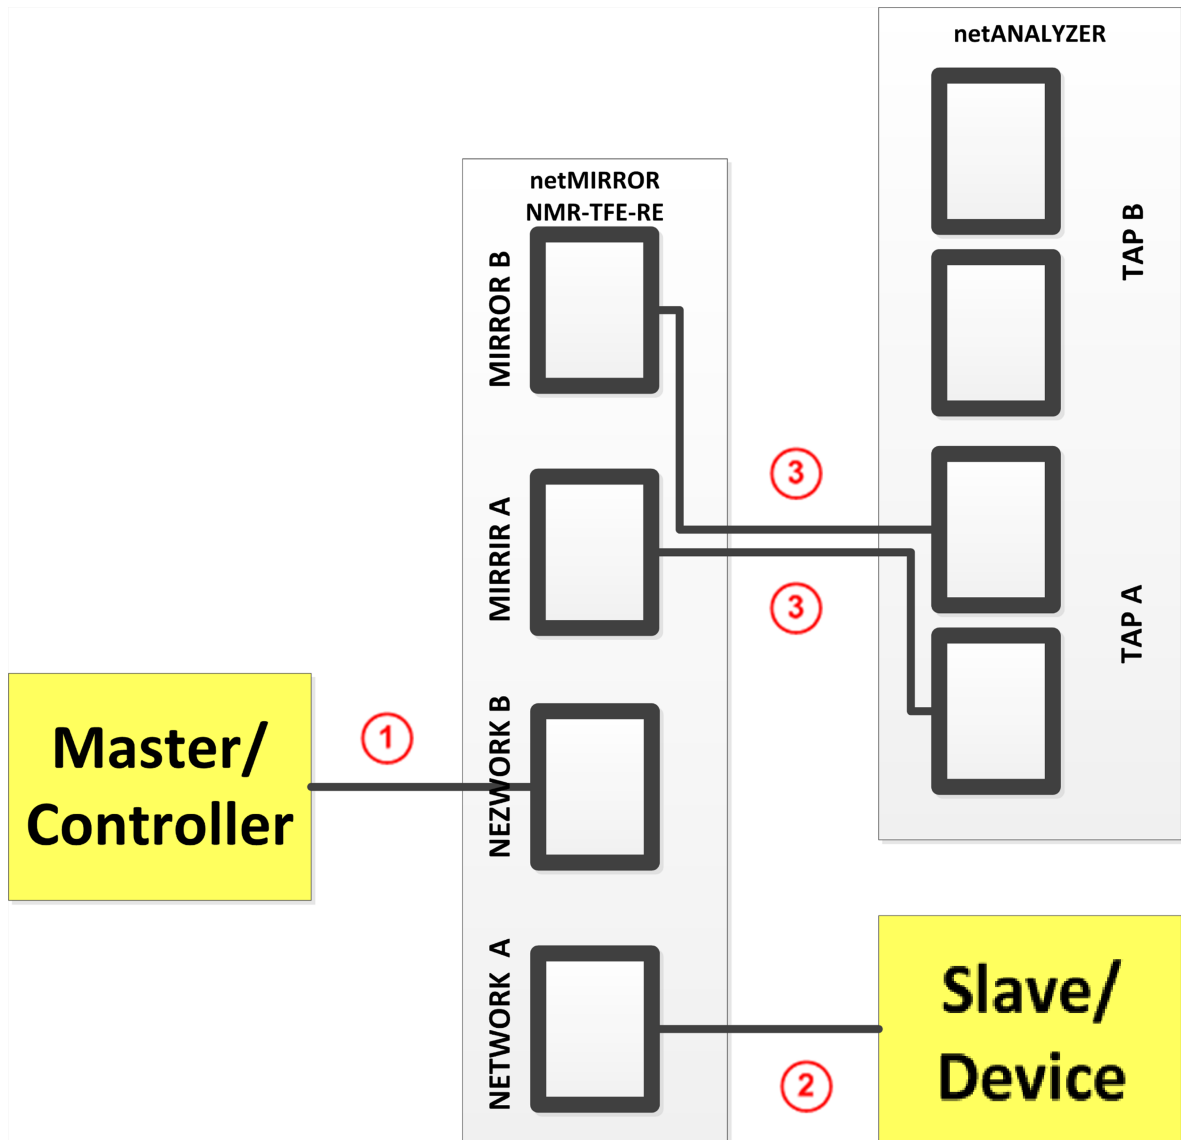 netANALYZER
TAP B
TAP A
netMIRROR
NMR-TFE-RE
MIRROR B
MIRRIR A
NEZWORK B
NETWORK A
3
3
Master/
Controller
1
Slave/
Device
2